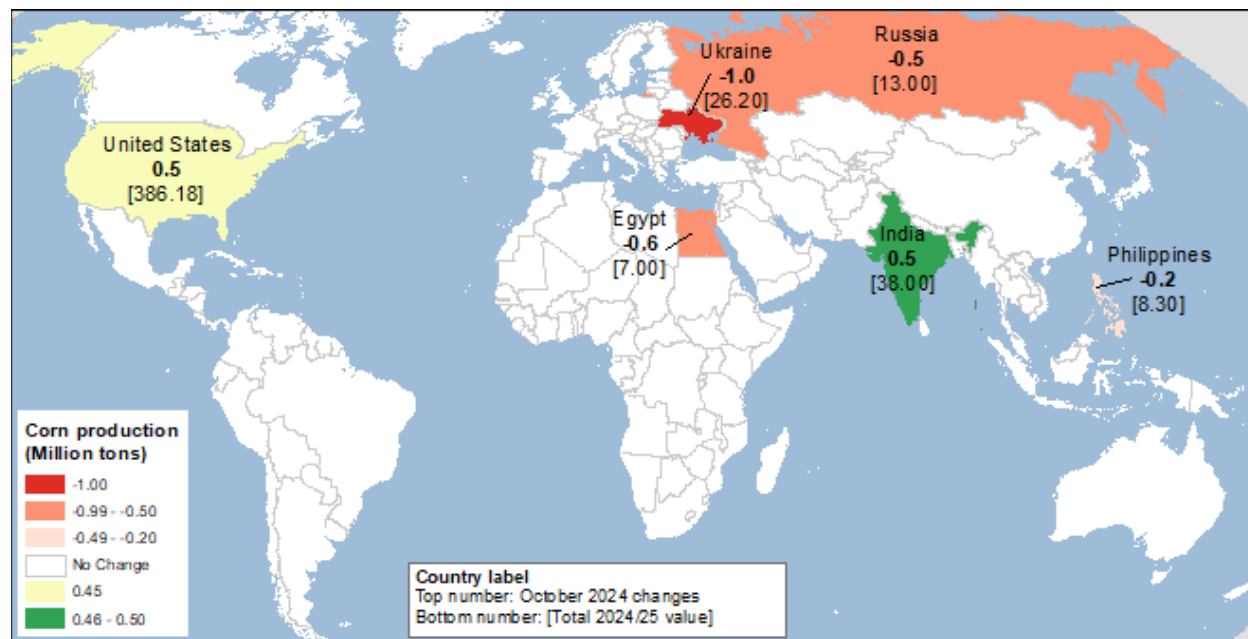 Ukraine
-1.0
[26.20]
Russia
-0.5
[13.00]
United States
0.5
[386.18]
Egypt
-0.6
[7.00]
India
0.5
[38.00]
Philippines
-0.2
[8.30]
Corn production
(Million tons)
-1.00
-0.99 - -0.50
-0.49 - -0.20
No Change
0.45
0.46 - 0.50
Country label
Top number: October 2024 changes
Bottom number: [Total 2024/25 value]